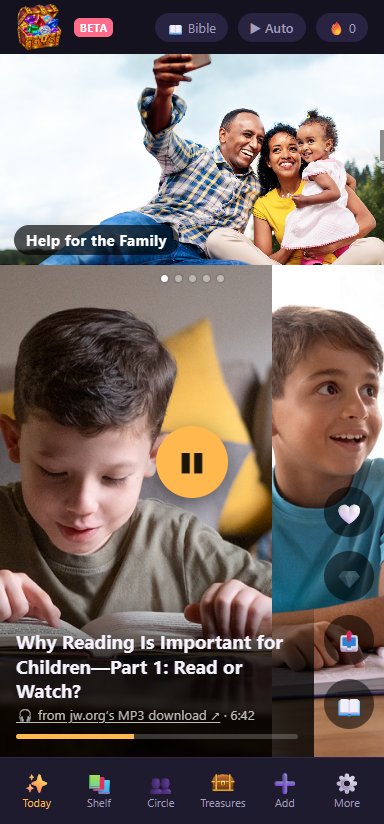 BETA
Bible
Auto
0
Help for the Family
Why Reading Is Important for
Children—Part 1: Read or
Watch?
from jw.org's MP3 download ↗ · 6:42
Today
Shelf
Circle
Treasures
Add
More